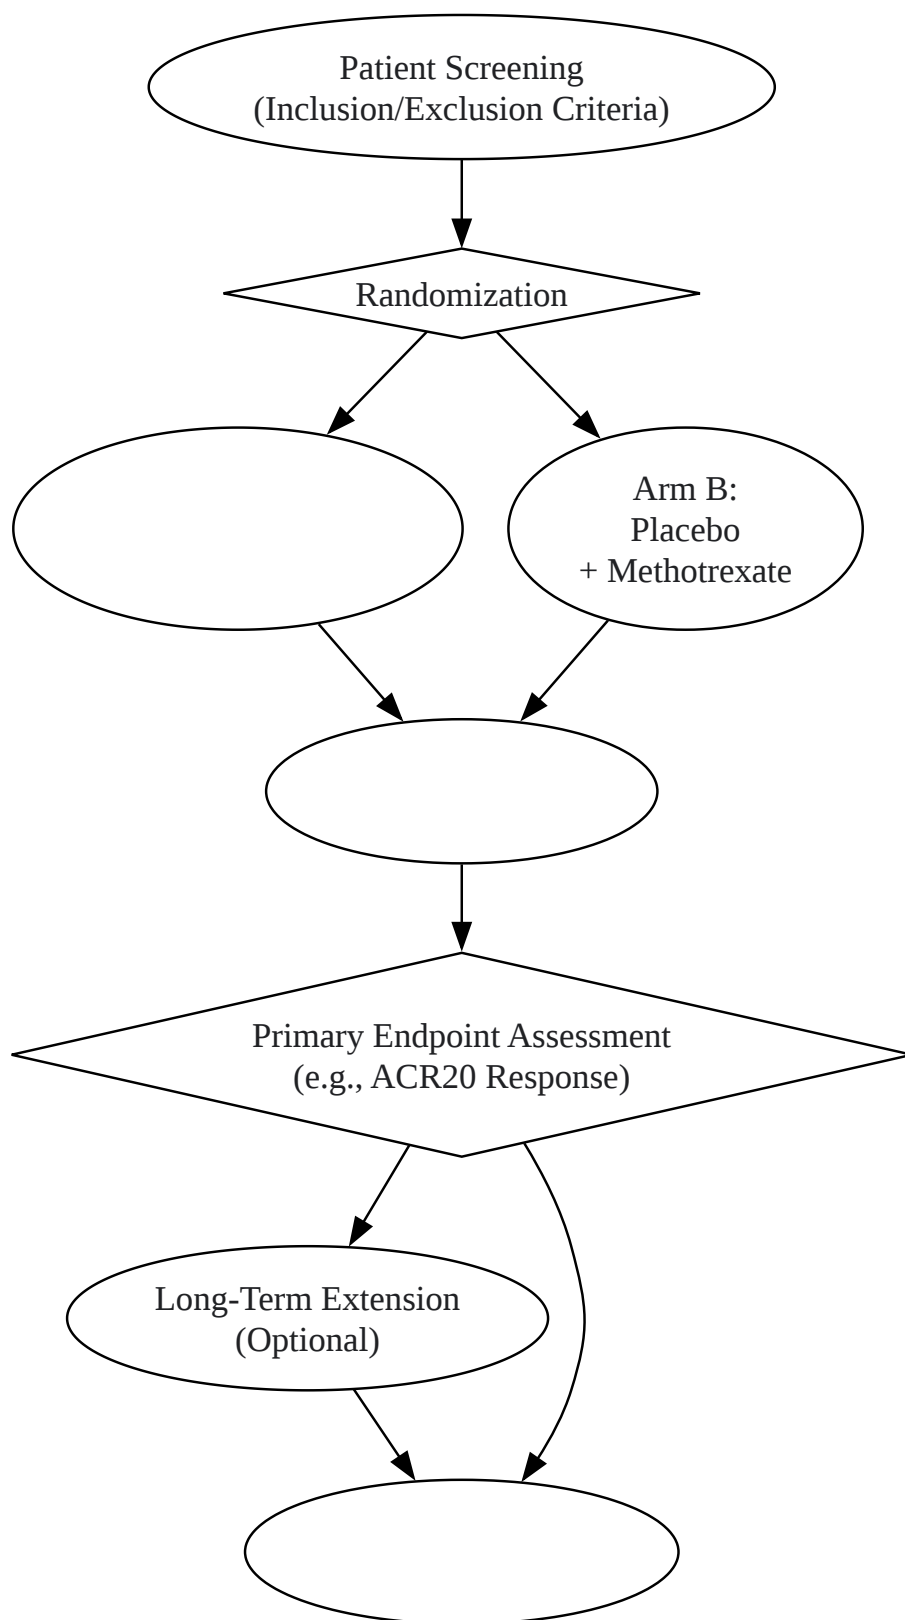 Patient Screening
(Inclusion/Exclusion Criteria)
Randomization
Arm B:
Placebo
+ Methotrexate
Primary Endpoint Assessment
(e.g., ACR20 Response)
Long-Term Extension
(Optional)